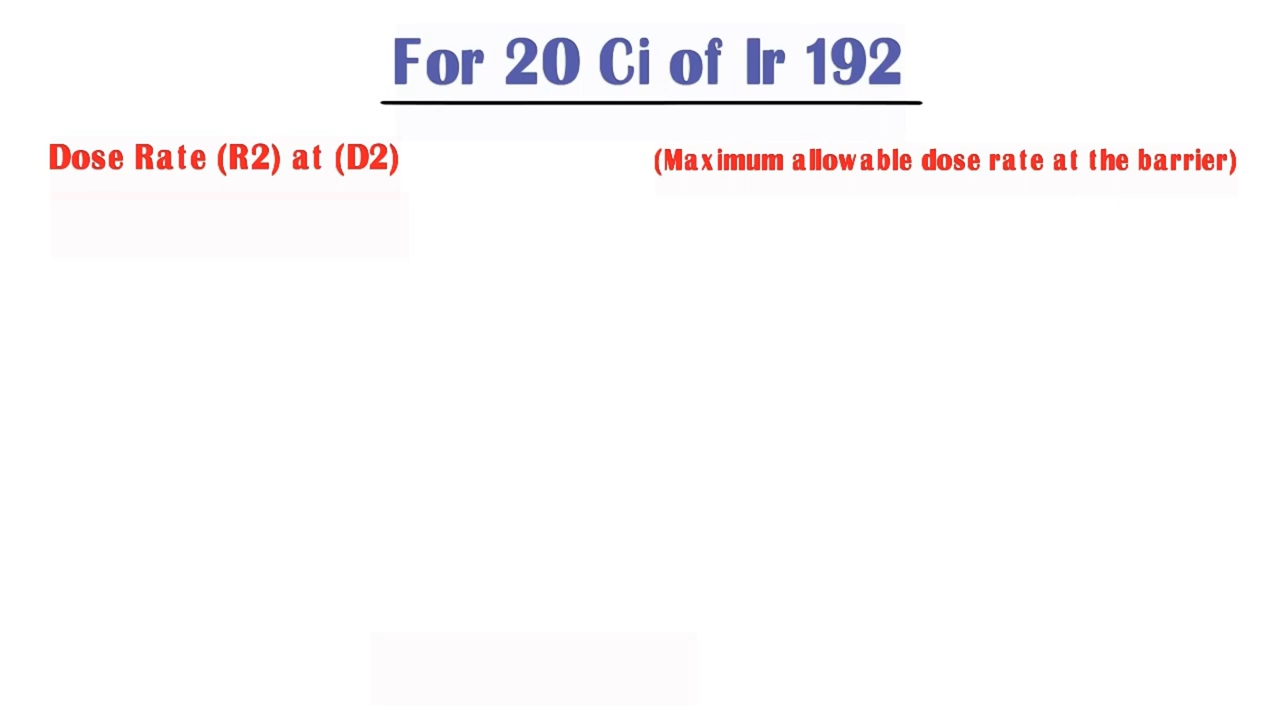 For 20 Ci of Ir 192
Dose Rate (R2) at (D2)
(Maximum allowable dose rate at the barrier)